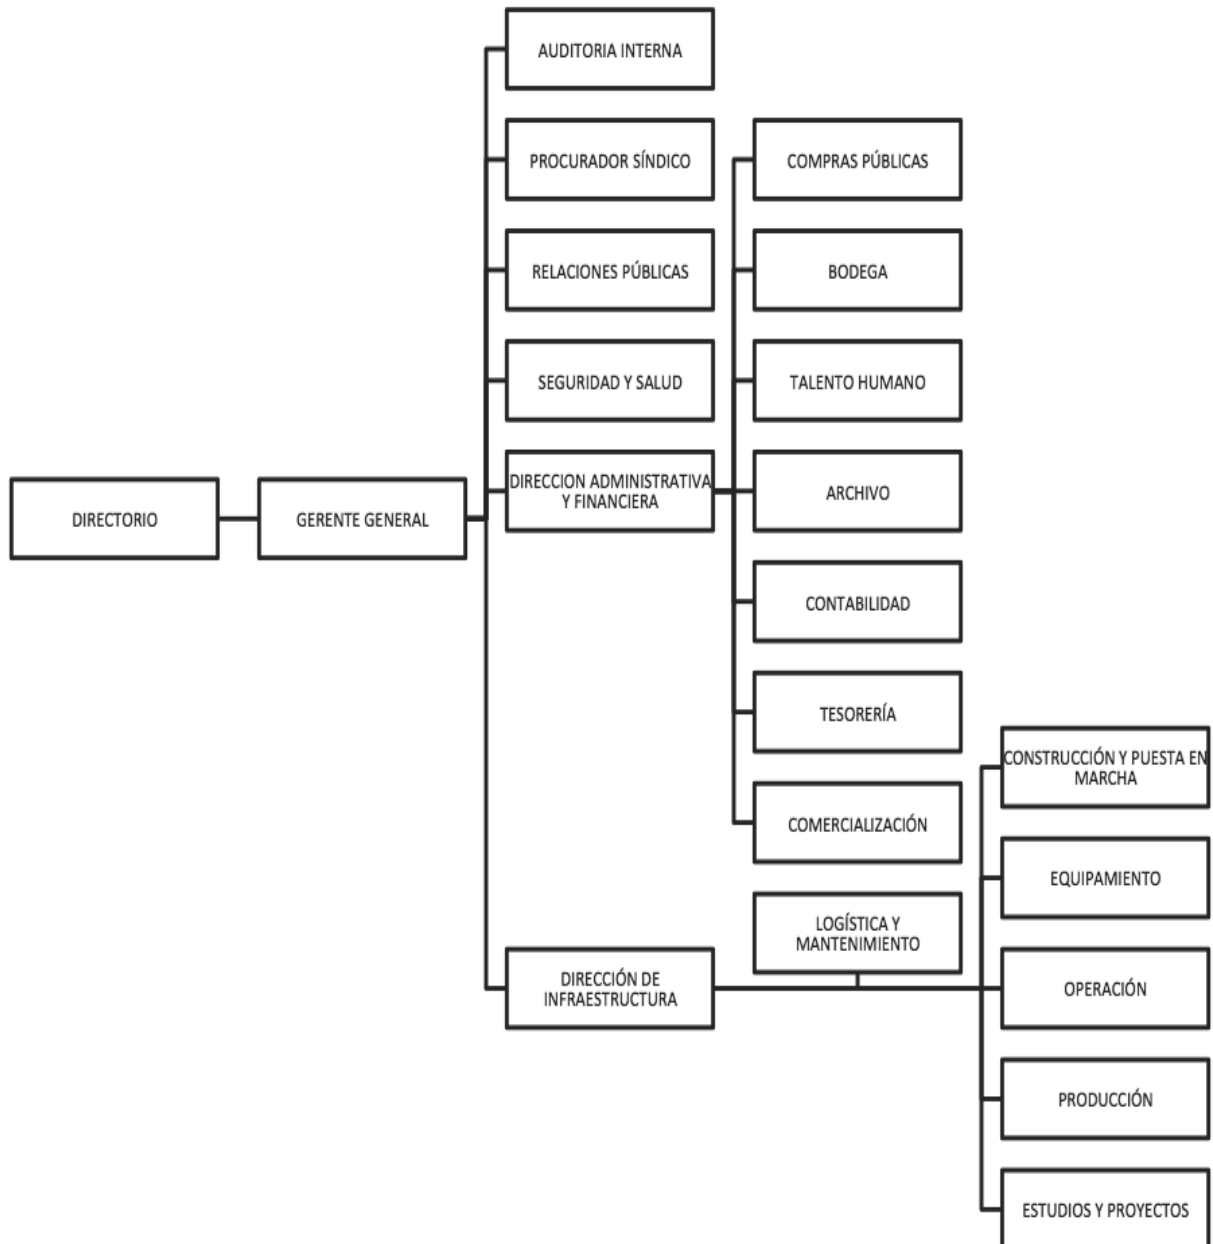 AUDITORIA INTERNA
PROCURADOR SÍNDICO
COMPRAS PÚBLICAS
RELACIONES PÚBLICAS
BODEGA
SEGURIDAD Y SALUD
TALENTO HUMANO
DIRECCION ADMINISTRATIVA
Y FINANCIERA
ARCHIVO
DIRECTORIO
GERENTE GENERAL
CONTABILIDAD
TESORERÍA
CONSTRUCCIÓN Y PUESTA EN
MARCHA
COMERCIALIZACIÓN
EQUIPAMIENTO
LOGÍSTICA Y
MANTENIMIENTO
DIRECCIÓN DE
INFRAESTRUCTURA
OPERACIÓN
PRODUCCIÓN
ESTUDIOS Y PROYECTOS